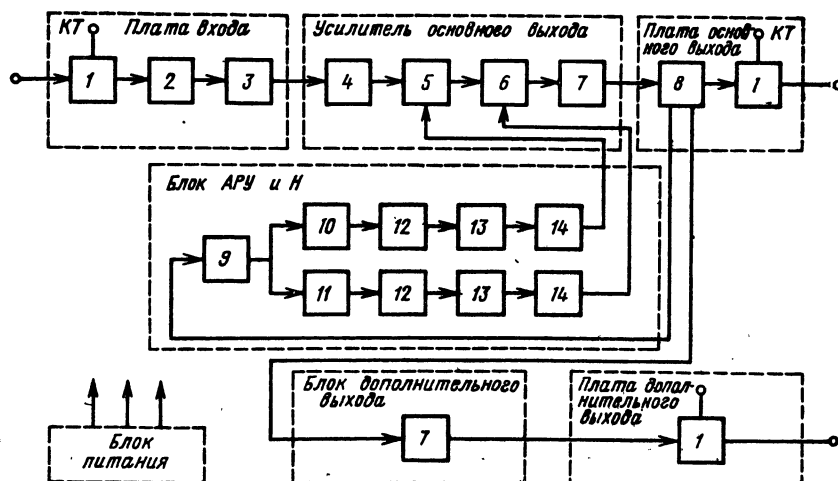 КТ Плата входа
Усилитель основного выхода
Плата основ-
ного выхода
КТ
1
2
3
4
5
6
7
8
1
Блок АРУ и Н
10
12
13
14
9
11
12
13
14
Блок дополнительного
выхода
7
Плата допол-
нительного
выхода
1
Блок
питания